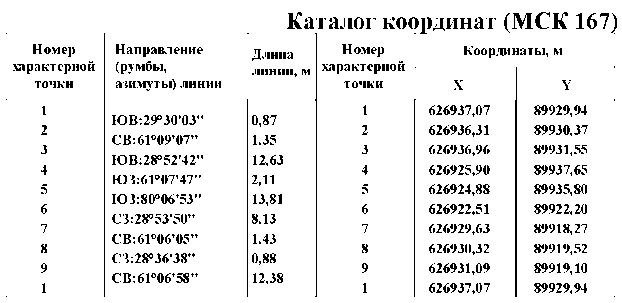 Каталог координат (МСК 167)
Номер характерной точки Направление (румбы, азимуты) линии Длина линии, м Номер характерной точки Координаты, м
X Y
1 1 626937,07 89929,94
ЮВ:29°30'03" 0,87
2 2 626936,31 89930,37
СВ:61°09'07" 1.35
3 3 626936,96 89931,55
ЮВ:28°52'42" 12,63
4 4 626925,90 89937,65
ЮЗ:61°07'47" 2,11
5 5 626924,88 89935,80
ЮЗ:80°06'53" 13,81
6 6 626922,51 89922,20
СЗ:28°53'50" 8.13
7 7 626929,63 89918,27
СВ:61°06'05" 1.43
8 8 626930,32 89919,52
СЗ:28°36'38" 0,88
9 9 626931,09 89919,10
СВ:61°06'58" 12,38
1 1 626937,07 89929,94